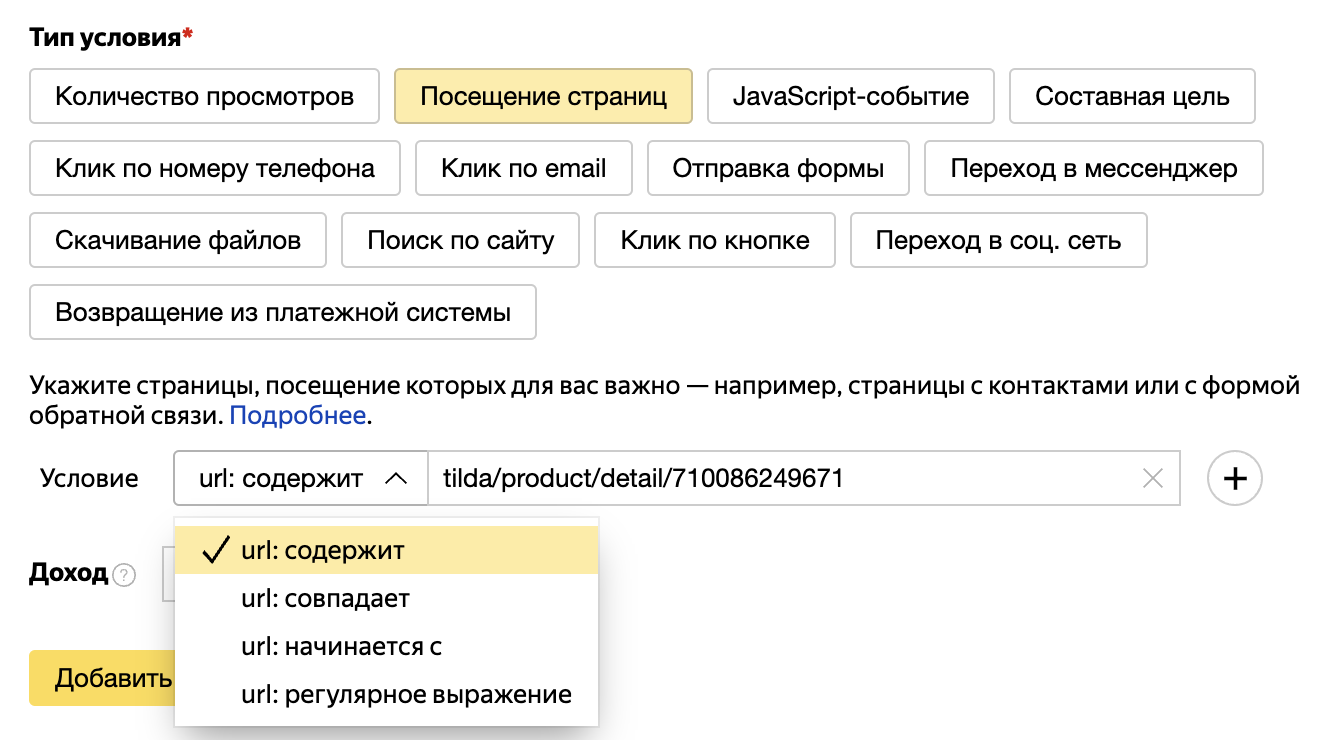 Тип условия*
Количество просмотров Посещение страниц JavaScript-событие Составная цель
Клик по номеру телефона Клик по email Отправка формы Переход в мессенджер
Скачивание файлов Поиск по сайту Клик по кнопке Переход в соц. сеть
Возвращение из платежной системы
Укажите страницы, посещение которых для вас важно — например, страницы с контактами или с формой
обратной связи. Подробнее.
Условие url: содержит tilda/product/detail/710086249671
url: содержит
Доход ?
url: совпадает
url: начинается с
Добавить
url: регулярное выражение